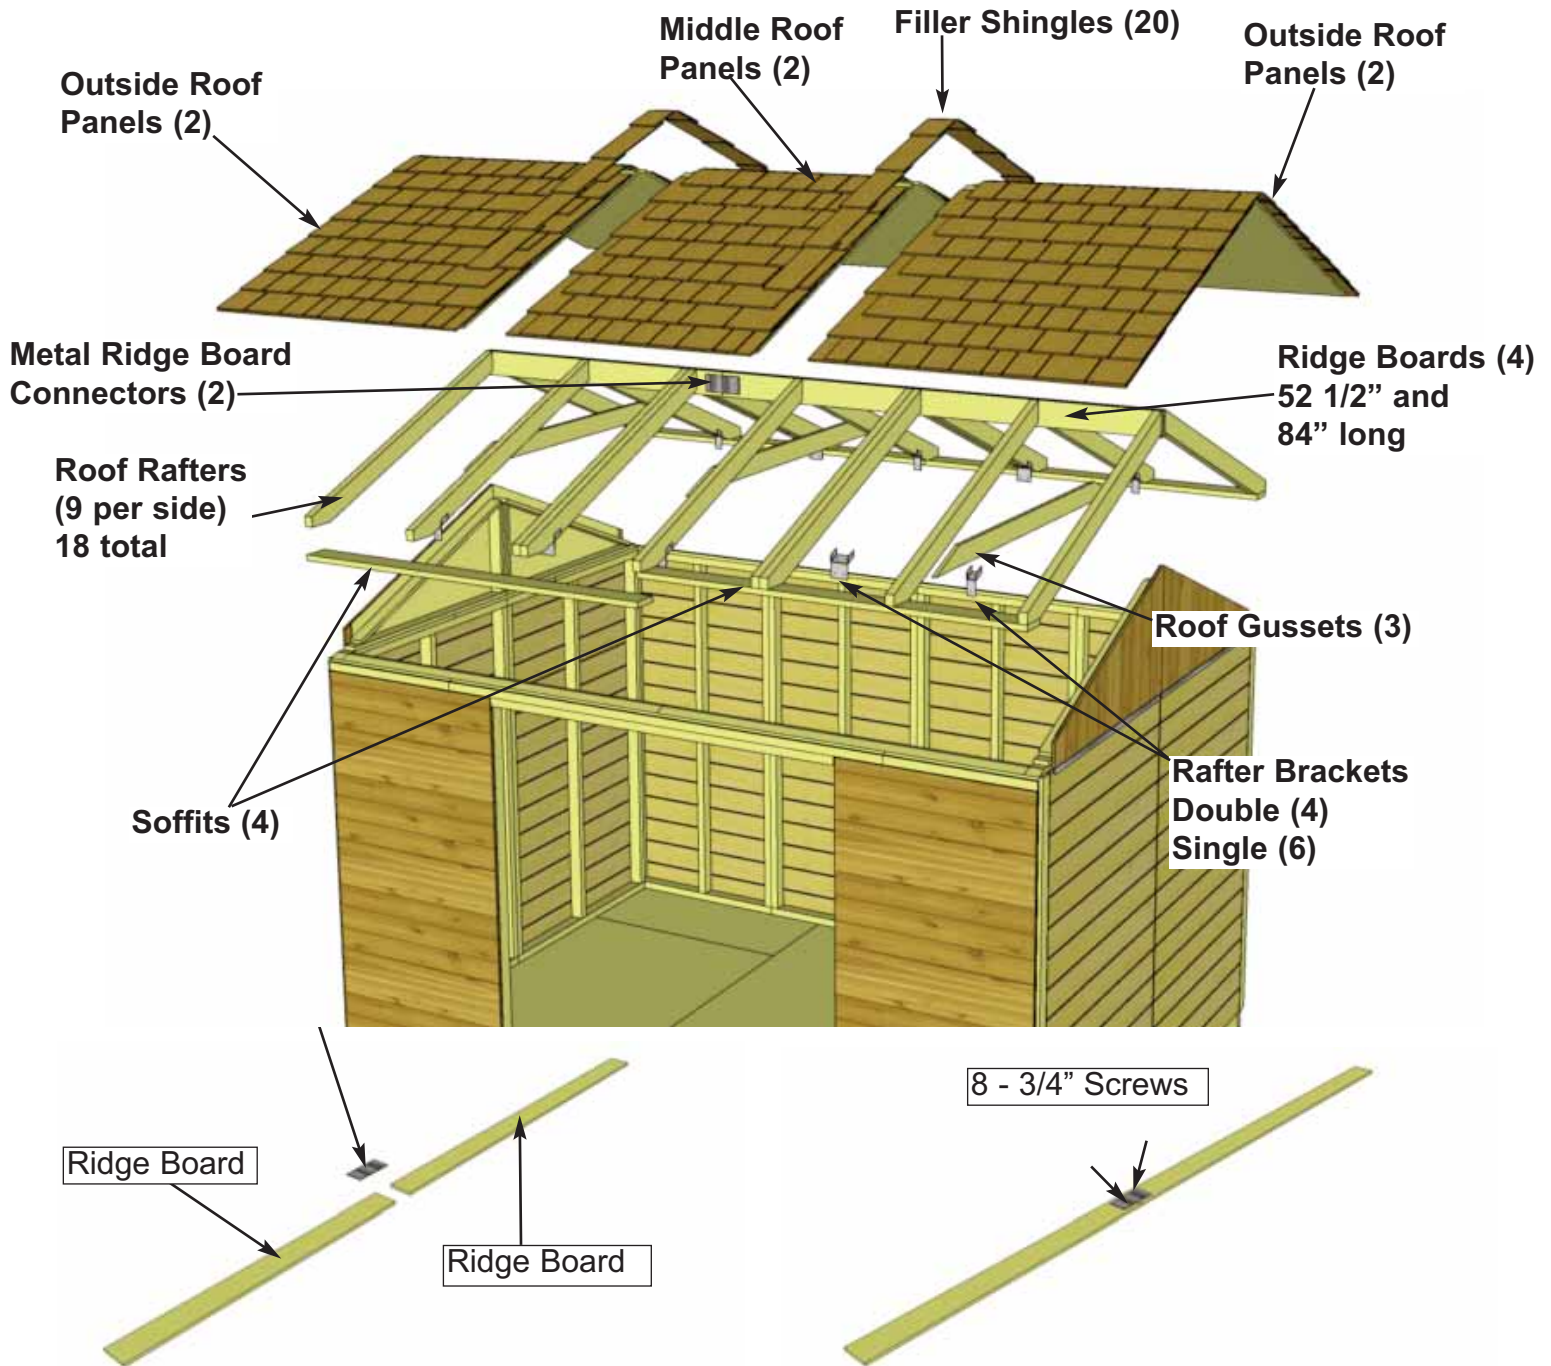 Outside Roof
Panels (2)
Middle Roof
Panels (2)
Filler Shingles (20)
Outside Roof
Panels (2)
Metal Ridge Board
Connectors (2)
Ridge Boards (4)
52 1/2” and
84” long
Roof Rafters
(9 per side)
18 total
Roof Gussets (3)
Soffits (4)
Rafter Brackets
Double (4)
Single (6)
Ridge Board
Ridge Board
8 - 3/4” Screws